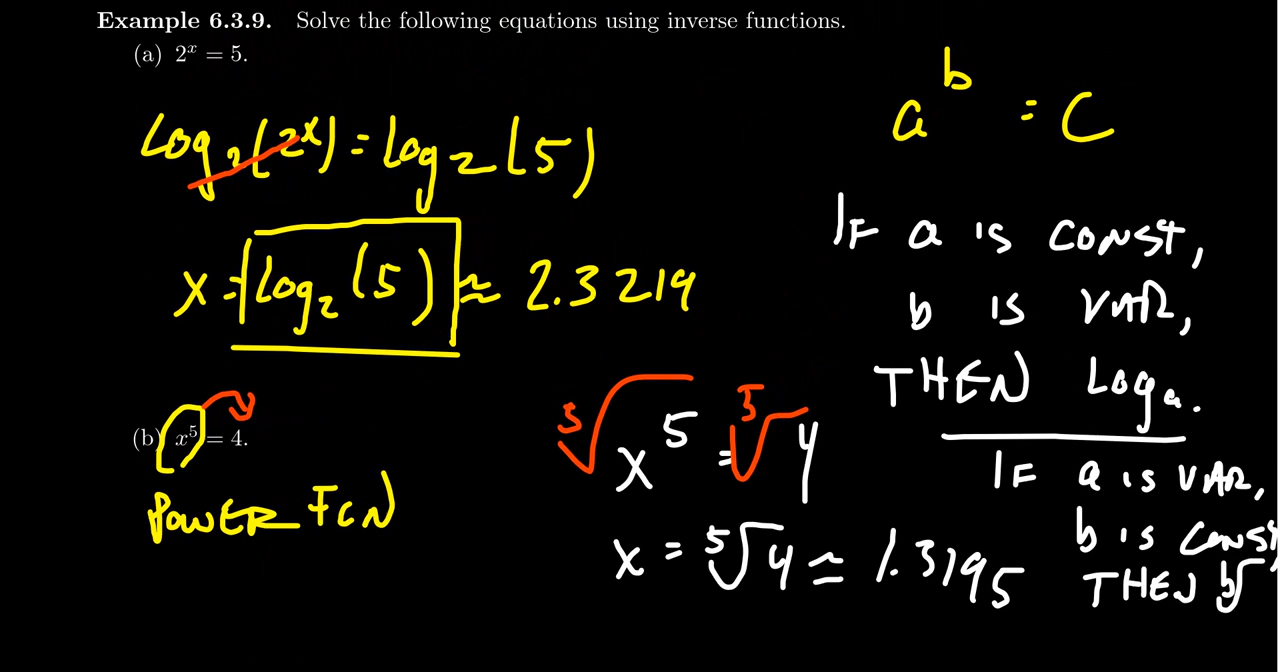 Example 6.3.9. Solve the following equations using inverse functions.
(a) 2^x = 5.
log₂(2^x) = log₂(5)
x = log₂(5) ≈ 2.3219
(b) x^5 = 4.
POWER FCN
⁵√x^5 = ⁵√4
x = ⁵√4 ≈ 1.3195
a^b = C
IF a is CONST,
b is VAR,
THEN Logₐ.
IF a is VAR,
b is CONST,
THEN ᵇ√